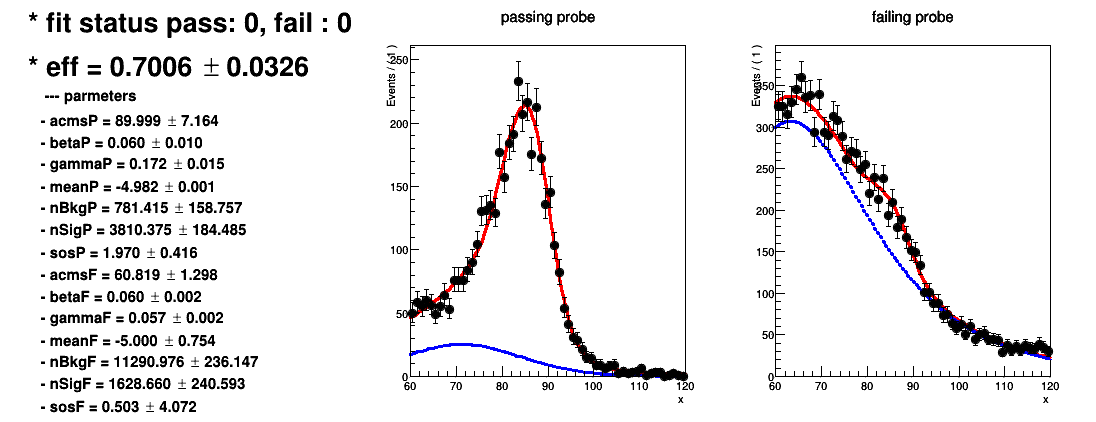 * fit status pass: 0, fail : 0
* eff = 0.7006 ± 0.0326
--- parmeters
- acmsP = 89.999 ± 7.164
- betaP = 0.060 ± 0.010
- gammaP = 0.172 ± 0.015
- meanP = -4.982 ± 0.001
- nBkgP = 781.415 ± 158.757
- nSigP = 3810.375 ± 184.485
- sosP = 1.970 ± 0.416
- acmsF = 60.819 ± 1.298
- betaF = 0.060 ± 0.002
- gammaF = 0.057 ± 0.002
- meanF = -5.000 ± 0.754
- nBkgF = 11290.976 ± 236.147
- nSigF = 1628.660 ± 240.593
- sosF = 0.503 ± 4.072
passing probe
Events / ( 1 )
250
200
150
100
50
0
60 70 80 90 100 110 120
x
failing probe
Events / ( 1 )
350
300
250
200
150
100
50
0
60 70 80 90 100 110 120
x